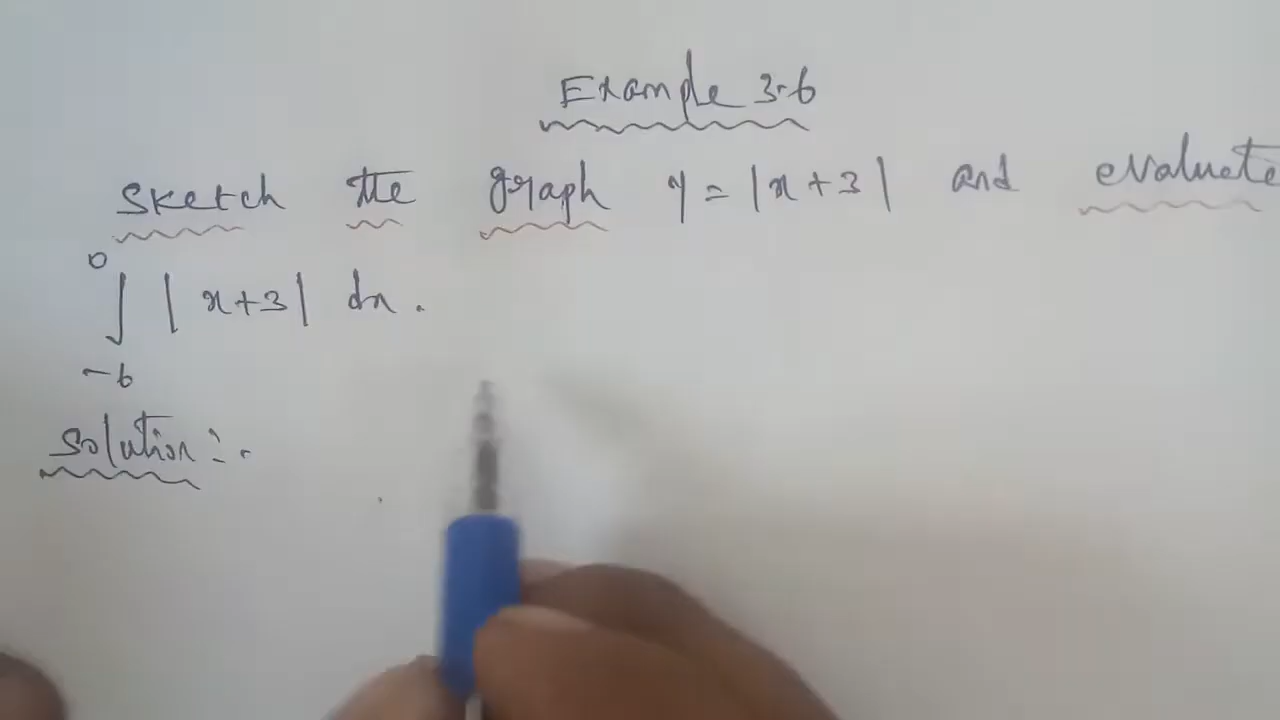 Example 3.6
Sketch the graph y = |x+3| and evaluate
0
∫ |x+3| dx.
-6
Solution:-